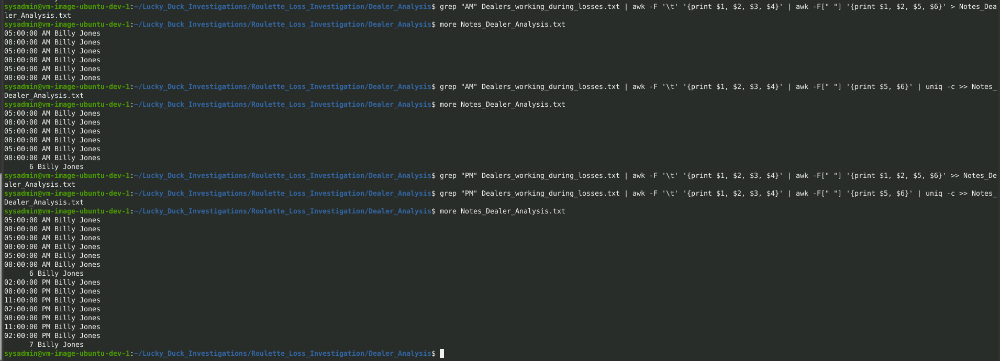 sysadmin@vm-image-ubuntu-dev-1:~/Lucky_Duck_Investigations/Roulette_Loss_Investigation/Dealer_Analysis$ grep "AM" Dealers_working_during_losses.txt | awk -F '\t' '{print $1, $2, $3, $4}' | awk -F[" "] '{print $1, $2, $5, $6}' > Notes_Dea
ler_Analysis.txt
sysadmin@vm-image-ubuntu-dev-1:~/Lucky_Duck_Investigations/Roulette_Loss_Investigation/Dealer_Analysis$ more Notes_Dealer_Analysis.txt
05:00:00 AM Billy Jones
08:00:00 AM Billy Jones
05:00:00 AM Billy Jones
08:00:00 AM Billy Jones
05:00:00 AM Billy Jones
08:00:00 AM Billy Jones
sysadmin@vm-image-ubuntu-dev-1:~/Lucky_Duck_Investigations/Roulette_Loss_Investigation/Dealer_Analysis$ grep "AM" Dealers_working_during_losses.txt | awk -F '\t' '{print $1, $2, $3, $4}' | awk -F[" "] '{print $5, $6}' | uniq -c >> Notes_
Dealer_Analysis.txt
sysadmin@vm-image-ubuntu-dev-1:~/Lucky_Duck_Investigations/Roulette_Loss_Investigation/Dealer_Analysis$ more Notes_Dealer_Analysis.txt
05:00:00 AM Billy Jones
08:00:00 AM Billy Jones
05:00:00 AM Billy Jones
08:00:00 AM Billy Jones
05:00:00 AM Billy Jones
08:00:00 AM Billy Jones
      6 Billy Jones
sysadmin@vm-image-ubuntu-dev-1:~/Lucky_Duck_Investigations/Roulette_Loss_Investigation/Dealer_Analysis$ grep "PM" Dealers_working_during_losses.txt | awk -F '\t' '{print $1, $2, $3, $4}' | awk -F[" "] '{print $1, $2, $5, $6}' >> Notes_De
aler_Analysis.txt
sysadmin@vm-image-ubuntu-dev-1:~/Lucky_Duck_Investigations/Roulette_Loss_Investigation/Dealer_Analysis$ grep "PM" Dealers_working_during_losses.txt | awk -F '\t' '{print $1, $2, $3, $4}' | awk -F[" "] '{print $5, $6}' | uniq -c >> Notes_
Dealer_Analysis.txt
sysadmin@vm-image-ubuntu-dev-1:~/Lucky_Duck_Investigations/Roulette_Loss_Investigation/Dealer_Analysis$ more Notes_Dealer_Analysis.txt
05:00:00 AM Billy Jones
08:00:00 AM Billy Jones
05:00:00 AM Billy Jones
08:00:00 AM Billy Jones
05:00:00 AM Billy Jones
08:00:00 AM Billy Jones
      6 Billy Jones
02:00:00 PM Billy Jones
08:00:00 PM Billy Jones
11:00:00 PM Billy Jones
02:00:00 PM Billy Jones
08:00:00 PM Billy Jones
11:00:00 PM Billy Jones
02:00:00 PM Billy Jones
      7 Billy Jones
sysadmin@vm-image-ubuntu-dev-1:~/Lucky_Duck_Investigations/Roulette_Loss_Investigation/Dealer_Analysis$